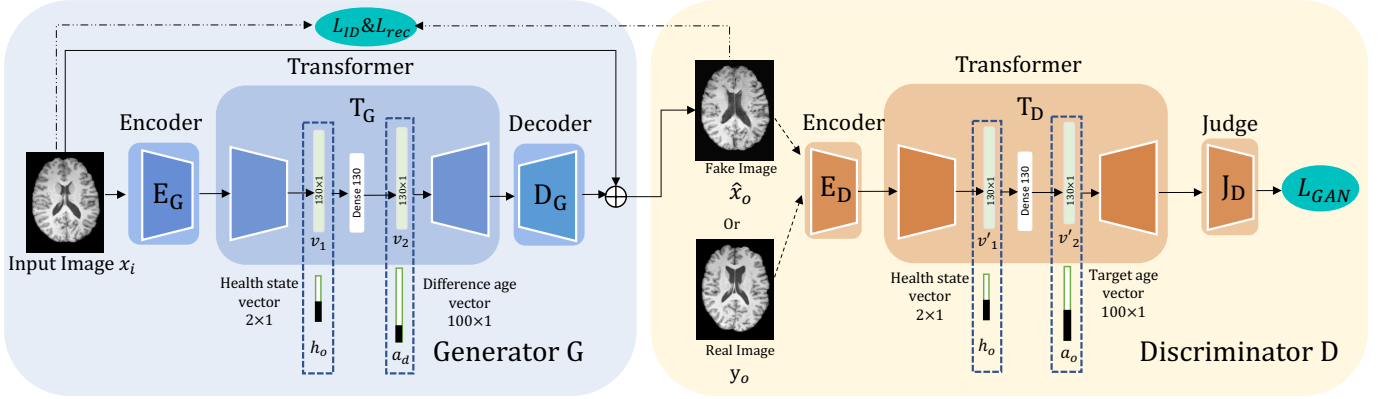 L_ID&L_rec
Transformer
T_G
Encoder
E_G
130×1
v_1
Dense 130
130×1
v_2
Decoder
D_G
Input Image x_i
Health state
vector
2×1
h_o
Difference age
vector
100×1
a_d
Generator G
Fake Image
x̂_o
Or
Real Image
y_o
Transformer
T_D
Encoder
E_D
130×1
v'_1
Dense 130
130×1
v'_2
Judge
J_D
L_GAN
Health state
vector
2×1
h_o
Target age
vector
100×1
a_o
Discriminator D